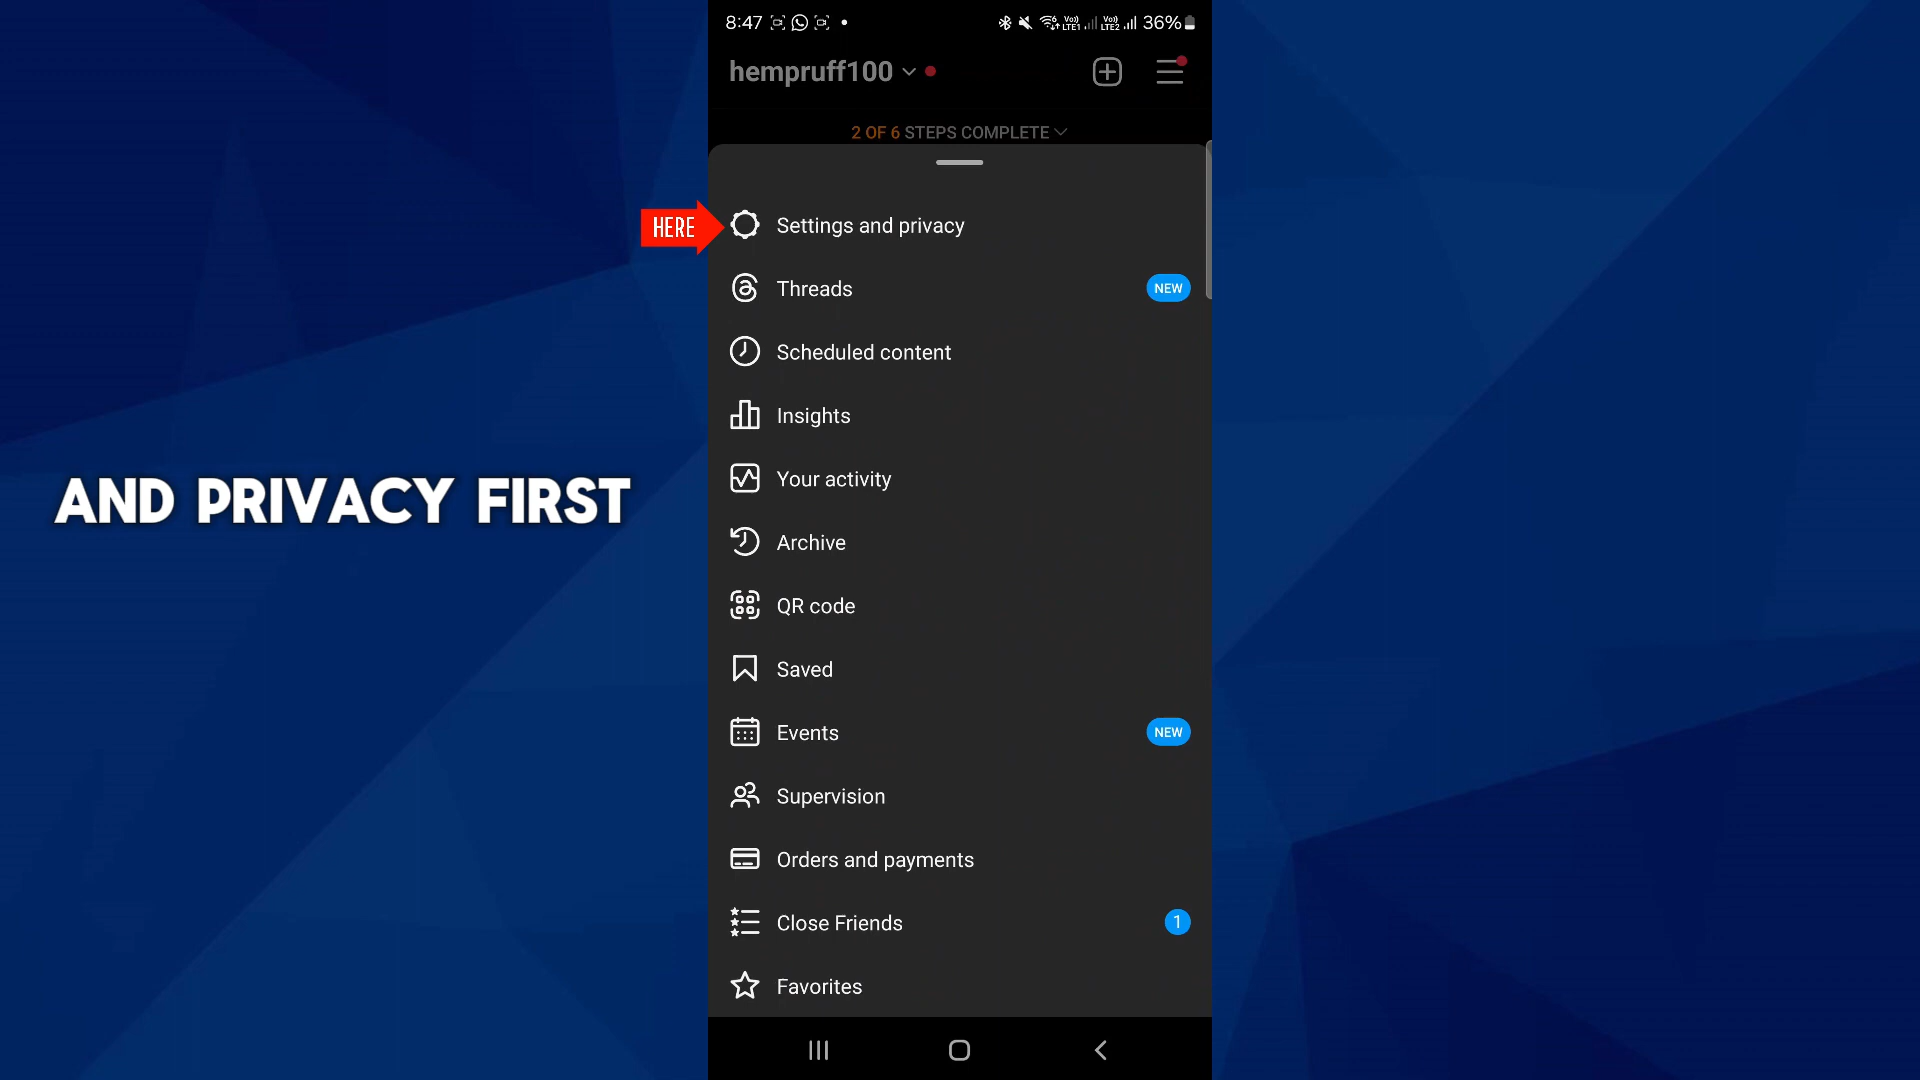 8:47
36%
hempruff100
2 OF 6 STEPS COMPLETE
HERE
Settings and privacy
Threads
NEW
Scheduled content
Insights
Your activity
AND PRIVACY FIRST
Archive
QR code
Saved
Events
NEW
Supervision
Orders and payments
Close Friends
1
Favorites